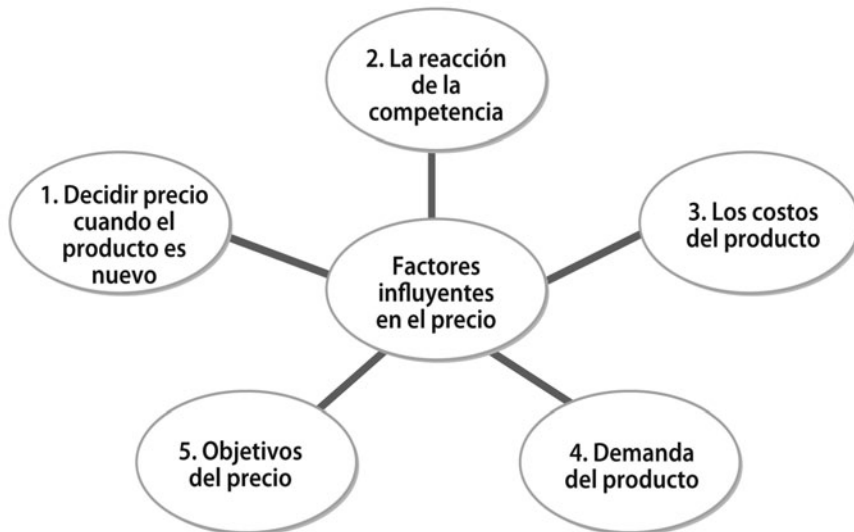 1. Decidir precio
cuando el
producto es
nuevo
2. La reacción
de la
competencia
3. Los costos
del producto
4. Demanda
del producto
5. Objetivos
del precio
Factores
influyentes
en el precio